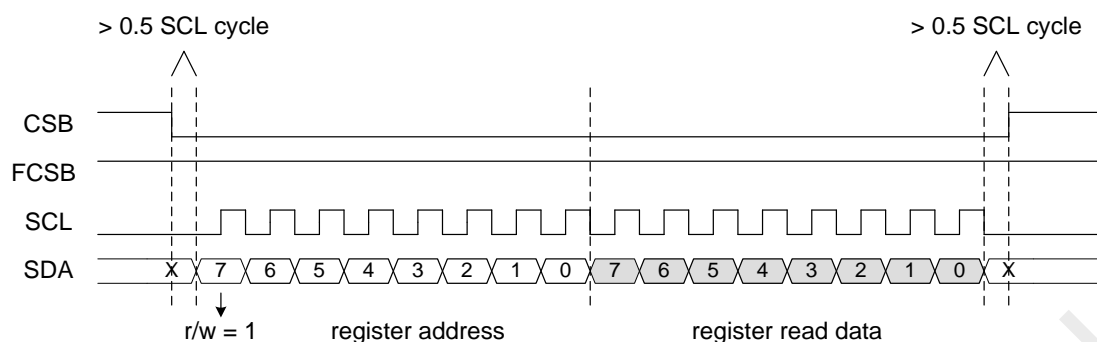 > 0.5 SCL cycle > 0.5 SCL cycle
CSB
FCSB
SCL
SDA X 7 6 5 4 3 2 1 0 7 6 5 4 3 2 1 0 X
r/w = 1 register address register read data